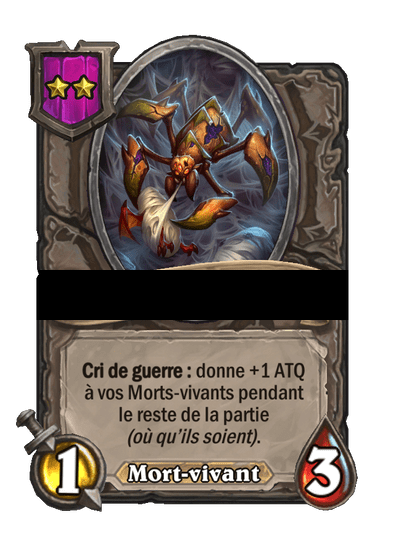 Cri de guerre : donne +1 ATQ
à vos Morts-vivants pendant
le reste de la partie
(où qu'ils soient).
1
Mort-vivant
3